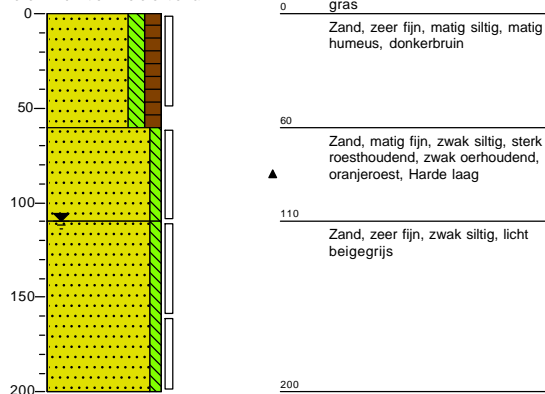 0
50
100
150
200
0
gras
Zand, zeer fijn, matig siltig, matig
humeus, donkerbruin
60
Zand, matig fijn, zwak siltig, sterk
roesthoudend, zwak oerhoudend,
oranjeroest, Harde laag
110
Zand, zeer fijn, zwak siltig, licht
beigegrijs
200